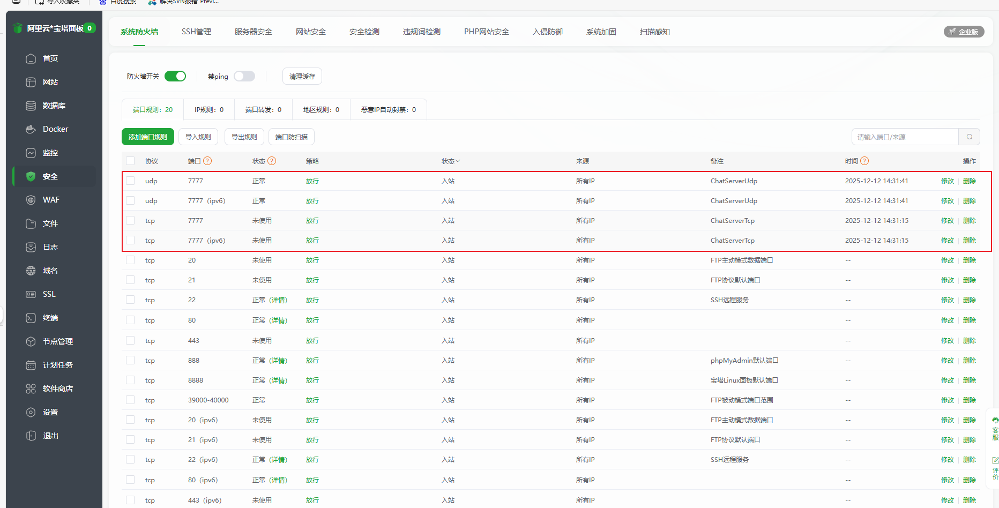 导入收藏夹 百度搜索 解决SVN报错 Previ...
阿里云*宝塔面板 0
系统防火墙 SSH管理 服务器安全 网站安全 安全检测 违规词检测 PHP网站安全 入侵防御 系统加固 扫描感知 企业版
首页
网站
数据库
Docker
监控
安全
WAF
文件
日志
域名
SSL
终端
节点管理
计划任务
软件商店
设置
退出
防火墙开关 禁ping 清理缓存
端口规则：20 IP规则：0 端口转发：0 地区规则：0 恶意IP自动封禁：0
添加端口规则 导入规则 导出规则 端口防扫描 请输入端口/来源
协议 端口 ? 状态 ? 策略 状态 来源 备注 时间 ? 操作
udp 7777 正常 放行 入站 所有IP ChatServerUdp 2025-12-12 14:31:41 修改 删除
udp 7777（ipv6） 正常 放行 入站 所有IP ChatServerUdp 2025-12-12 14:31:41 修改 删除
tcp 7777 未使用 放行 入站 所有IP ChatServerTcp 2025-12-12 14:31:15 修改 删除
tcp 7777（ipv6） 未使用 放行 入站 所有IP ChatServerTcp 2025-12-12 14:31:15 修改 删除
tcp 20 未使用 放行 入站 所有IP FTP主动模式数据端口 -- 修改 删除
tcp 21 未使用 放行 入站 所有IP FTP协议默认端口 -- 修改 删除
tcp 22 正常（详情） 放行 入站 所有IP SSH远程服务 -- 修改 删除
tcp 80 正常（详情） 放行 入站 所有IP -- 修改 删除
tcp 443 未使用 放行 入站 所有IP -- 修改 删除
tcp 888 正常（详情） 放行 入站 所有IP phpMyAdmin默认端口 -- 修改 删除
tcp 8888 正常（详情） 放行 入站 所有IP 宝塔Linux面板默认端口 -- 修改 删除
tcp 39000-40000 正常 放行 入站 所有IP FTP被动模式端口范围 -- 修改 删除
tcp 20（ipv6） 未使用 放行 入站 所有IP FTP主动模式数据端口 -- 修改 删除
tcp 21（ipv6） 未使用 放行 入站 所有IP FTP协议默认端口 -- 修改 删除
tcp 22（ipv6） 正常（详情） 放行 入站 所有IP SSH远程服务 -- 修改 删除
tcp 80（ipv6） 正常（详情） 放行 入站 所有IP -- 修改 删除
tcp 443（ipv6） 未使用 放行 入站 所有IP -- 修改 删除
客服
评价